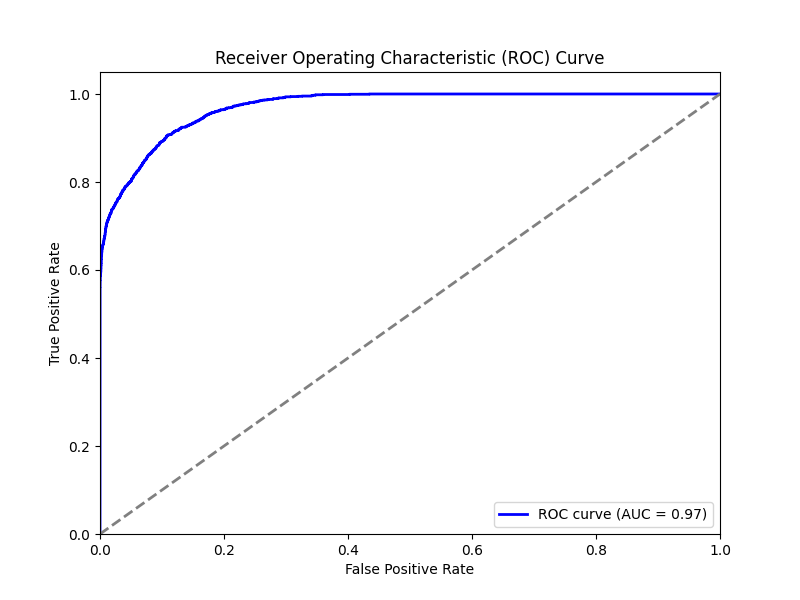 Receiver Operating Characteristic (ROC) Curve
1.0
0.8
0.6
0.4
0.2
0.0
True Positive Rate
ROC curve (AUC = 0.97)
0.0 0.2 0.4 0.6 0.8 1.0
False Positive Rate